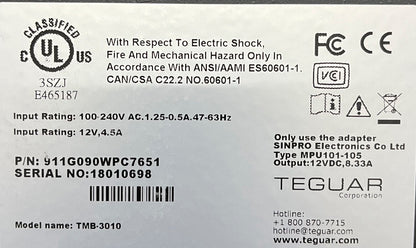 CLASSIFIED
C UL US
3SZJ
E465187
With Respect To Electric Shock,
Fire And Mechanical Hazard Only In
Accordance With ANSI/AAMI ES60601-1.
CAN/CSA C22.2 NO.60601-1
FC CE
VCCI
Input Rating: 100-240V AC.1.25-0.5A.47-63Hz
Input Rating: 12V,4.5A
Only use the adapter
SINPRO Electronics Co Ltd
Type MPU101-105
Output:12VDC,8.33A
P/N: 911G090WPC7651
SERIAL NO:18010698
TEGUAR
Corporation
Model name: TMB-3010
Hotline:
+1 800 870-7715
hotline@teguar.com
www.teguar.com